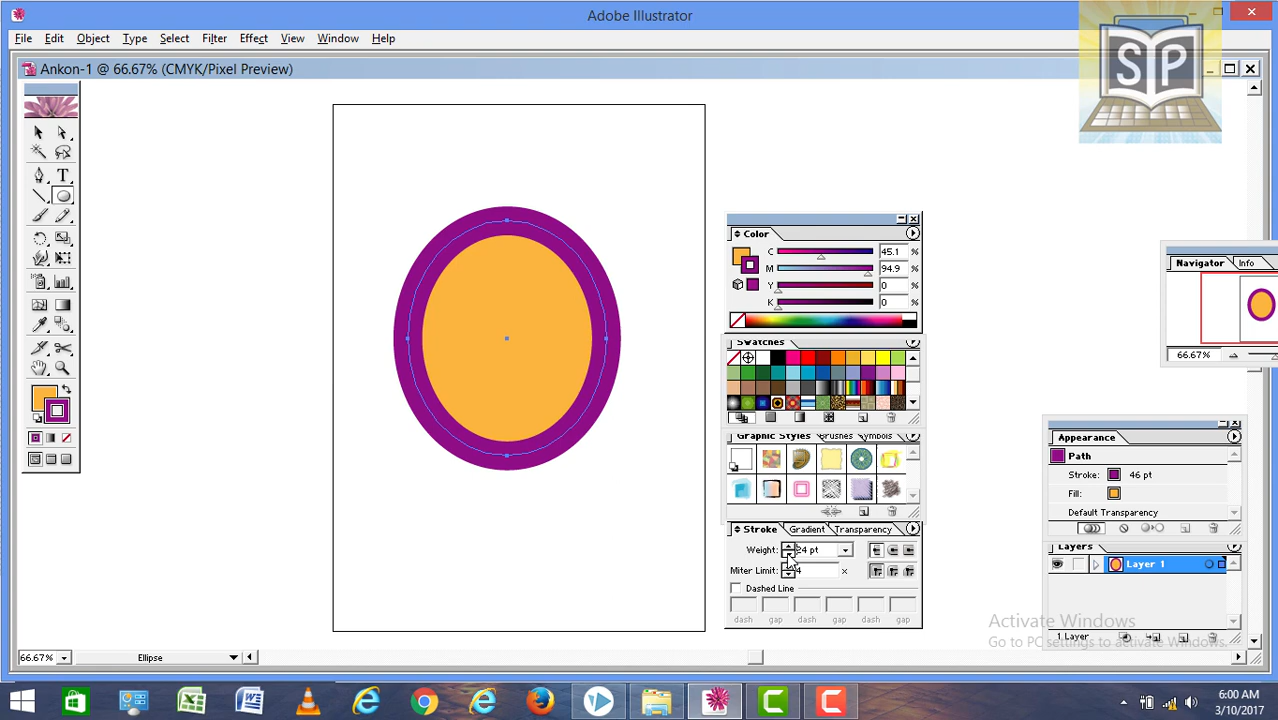 Adobe Illustrator
SP
File Edit Object Type Select Filter Effect View Window Help
Ankon-1 @ 66.67% (CMYK/Pixel Preview)
T
Color
C 45.1 %
M 94.9 %
Y 0 %
K 0 %
Navigator Info
66.67%
Swatches
Graphic Styles Brushes Symbols
Appearance
Path
Stroke: 46 pt
Fill:
Default Transparency
Stroke Gradient Transparency
Weight: 24 pt
Miter Limit: 4 x
Dashed Line
dash gap dash gap dash gap
Layers
Layer 1
1 Layer
Activate Windows
Go to PC settings to activate Windows.
66.67% Ellipse
6:00 AM
3/10/2017